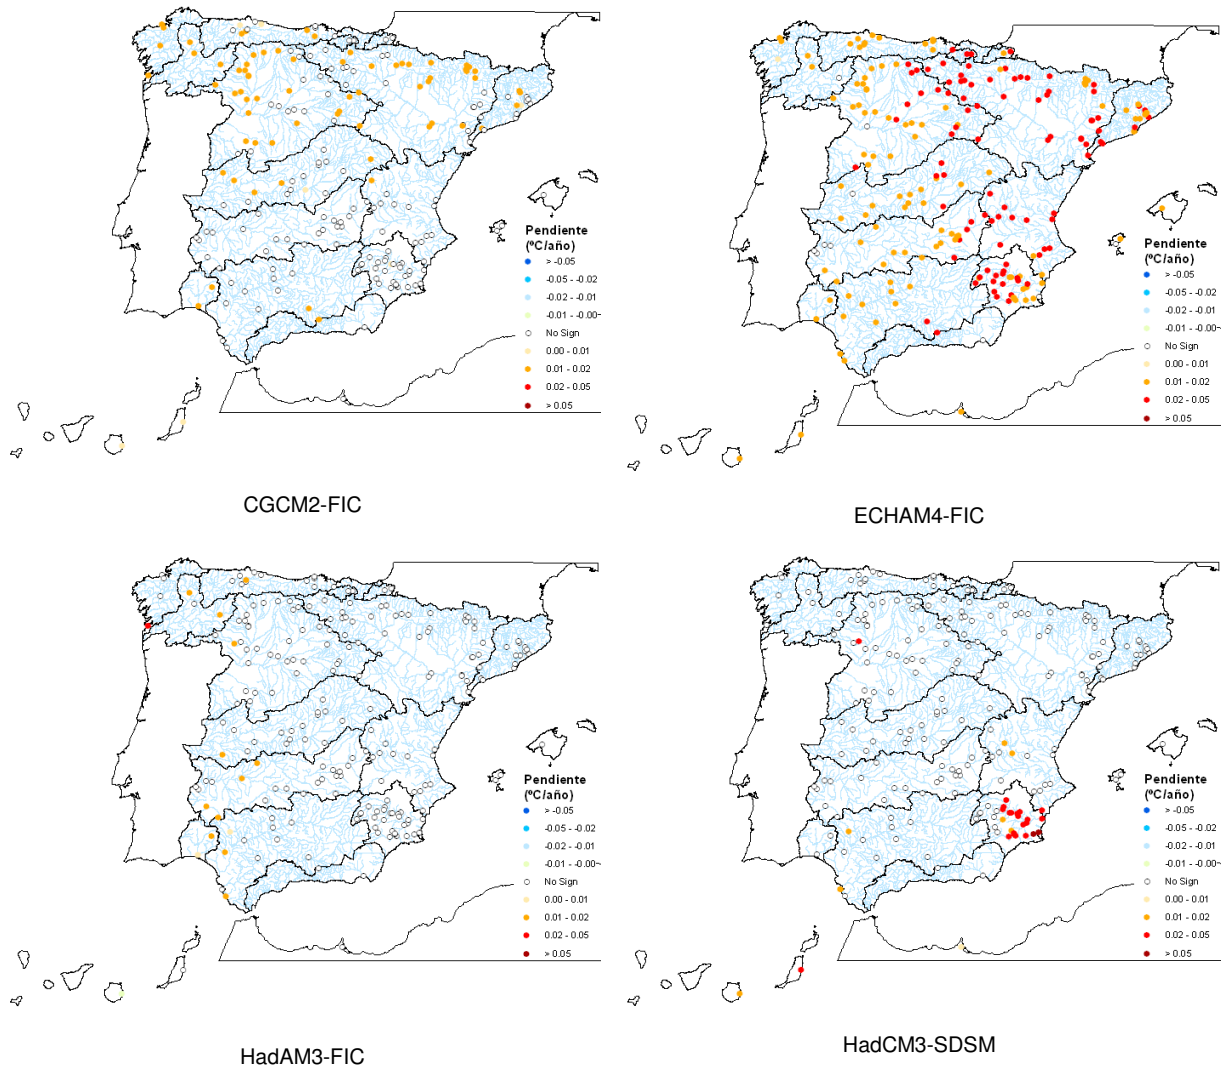 Pendiente
(ºC/año)
> -0.05
-0.05 - -0.02
-0.02 - -0.01
-0.01 - -0.00~
No Sign
0.00 - 0.01
0.01 - 0.02
0.02 - 0.05
> 0.05
CGCM2-FIC
Pendiente
(ºC/año)
> -0.05
-0.05 - -0.02
-0.02 - -0.01
-0.01 - -0.00~
No Sign
0.00 - 0.01
0.01 - 0.02
0.02 - 0.05
> 0.05
ECHAM4-FIC
Pendiente
(ºC/año)
> -0.05
-0.05 - -0.02
-0.02 - -0.01
-0.01 - -0.00~
No Sign
0.00 - 0.01
0.01 - 0.02
0.02 - 0.05
> 0.05
HadAM3-FIC
Pendiente
(ºC/año)
> -0.05
-0.05 - -0.02
-0.02 - -0.01
-0.01 - -0.00~
No Sign
0.00 - 0.01
0.01 - 0.02
0.02 - 0.05
> 0.05
HadCM3-SDSM